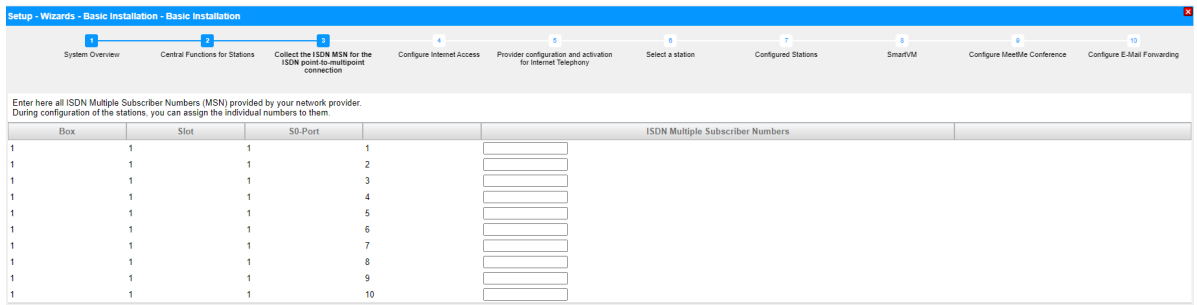 Setup - Wizards - Basic Installation - Basic Installation
1 2 3 4 5 6 7 8 9 10
System Overview Central Functions for Stations Collect the ISDN MSN for the Configure Internet Access Provider configuration and activation Select a station Configured Stations SmartVM Configure MeetMe Conference Configure E-Mail Forwarding
ISDN point-to-multipoint for Internet Telephony
connection
Enter here all ISDN Multiple Subscriber Numbers (MSN) provided by your network provider.
During configuration of the stations, you can assign the individual numbers to them.
Box Slot S0-Port ISDN Multiple Subscriber Numbers
1 1 1 1
1 1 1 2
1 1 1 3
1 1 1 4
1 1 1 5
1 1 1 6
1 1 1 7
1 1 1 8
1 1 1 9
1 1 1 10